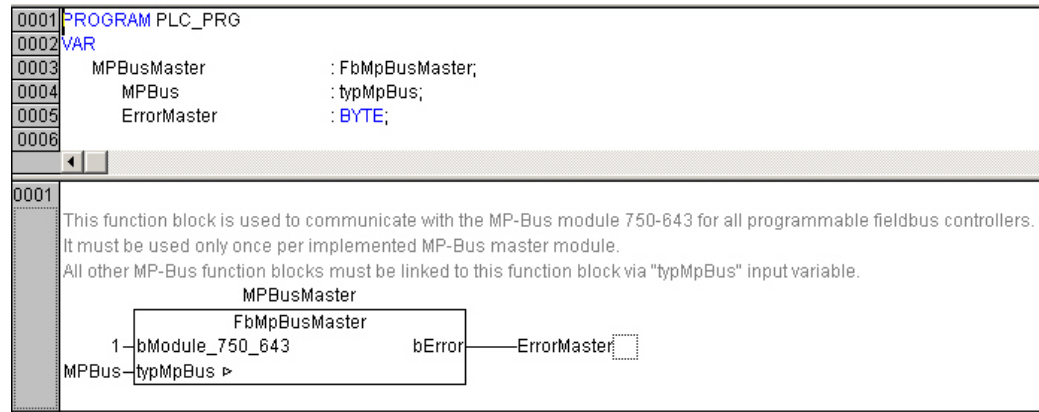 0001 PROGRAM PLC_PRG
0002 VAR
0003 MPBusMaster : FbMpBusMaster;
0004 MPBus : typMpBus;
0005 ErrorMaster : BYTE;
0006
0001
This function block is used to communicate with the MP-Bus module 750-643 for all programmable fieldbus controllers.
It must be used only once per implemented MP-Bus master module.
All other MP-Bus function blocks must be linked to this function block via "typMpBus" input variable.
MPBusMaster
FbMpBusMaster
1 bModule_750_643 bError ErrorMaster
MPBus typMpBus ▹